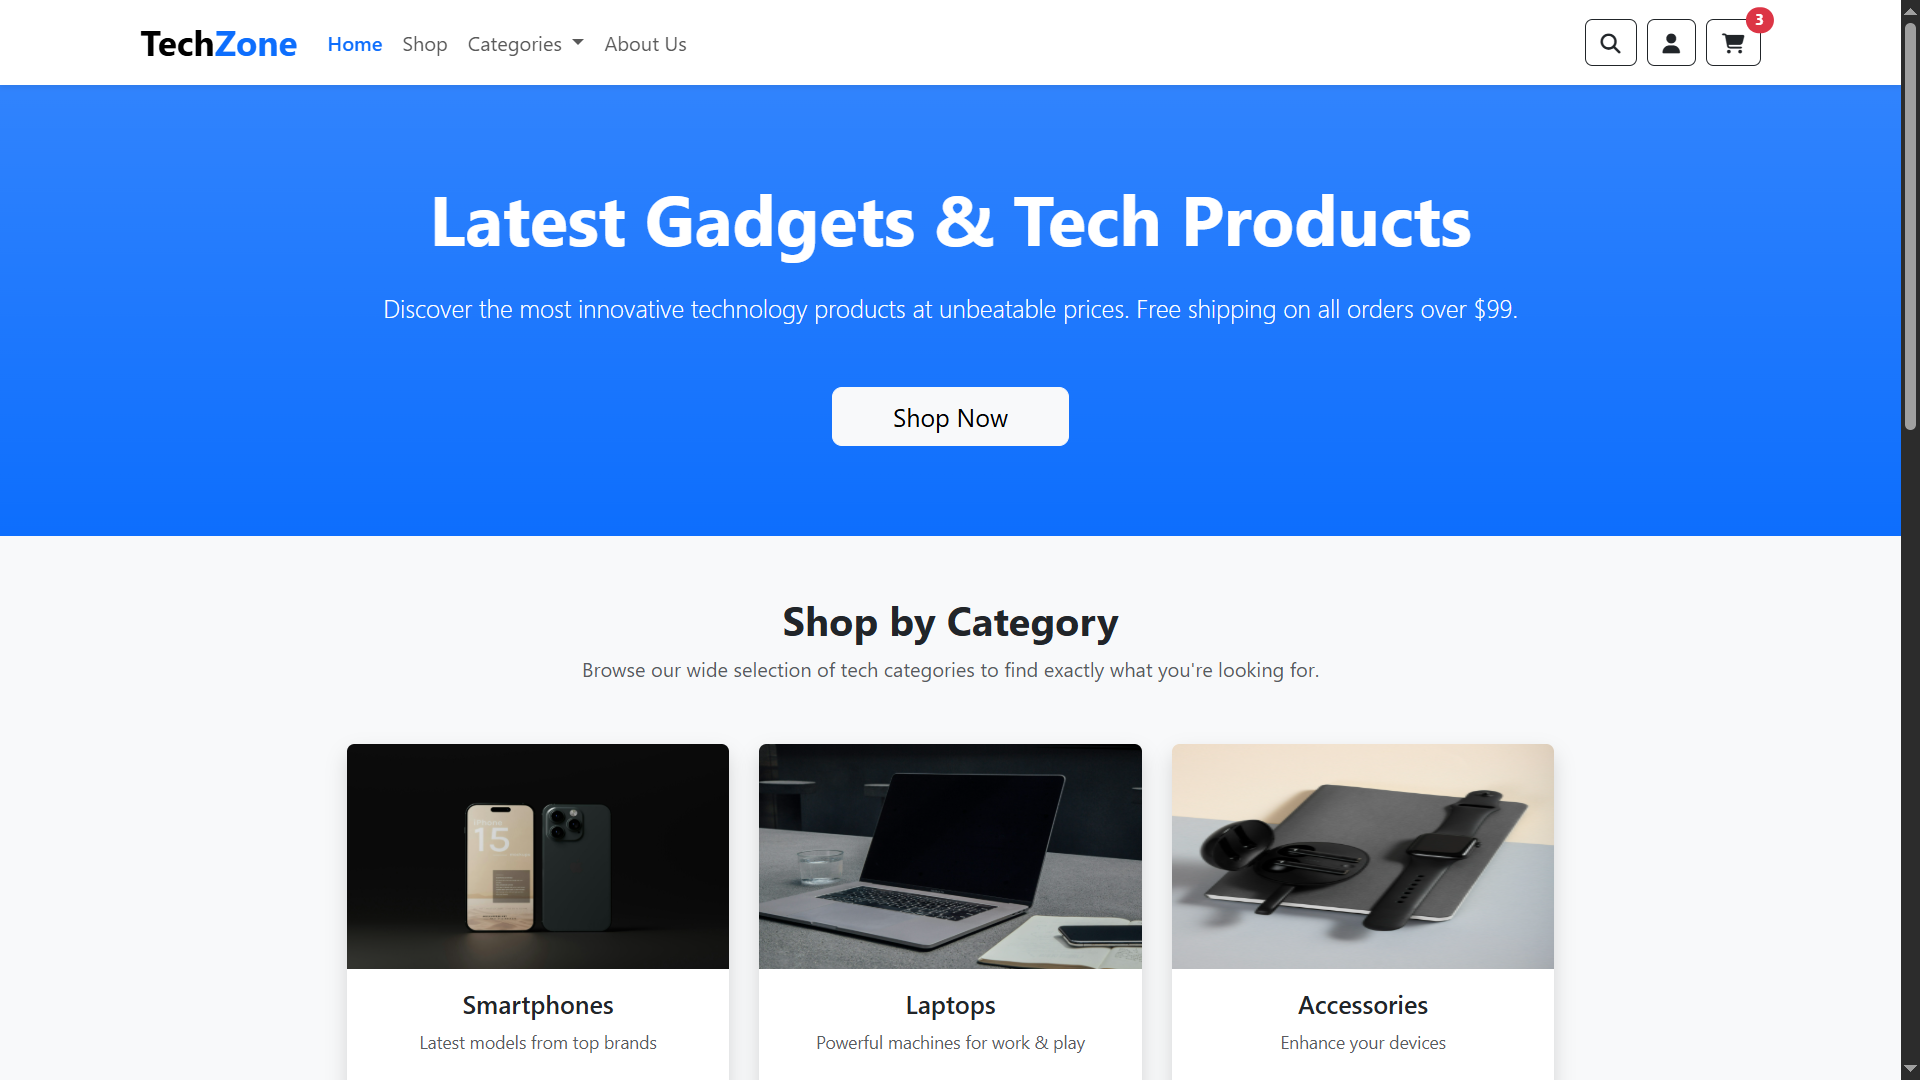 TechZone Home Shop Categories About Us 3
Latest Gadgets & Tech Products
Discover the most innovative technology products at unbeatable prices. Free shipping on all orders over $99.
Shop Now
Shop by Category
Browse our wide selection of tech categories to find exactly what you're looking for.
15
Smartphones
Latest models from top brands
Laptops
Powerful machines for work & play
Accessories
Enhance your devices